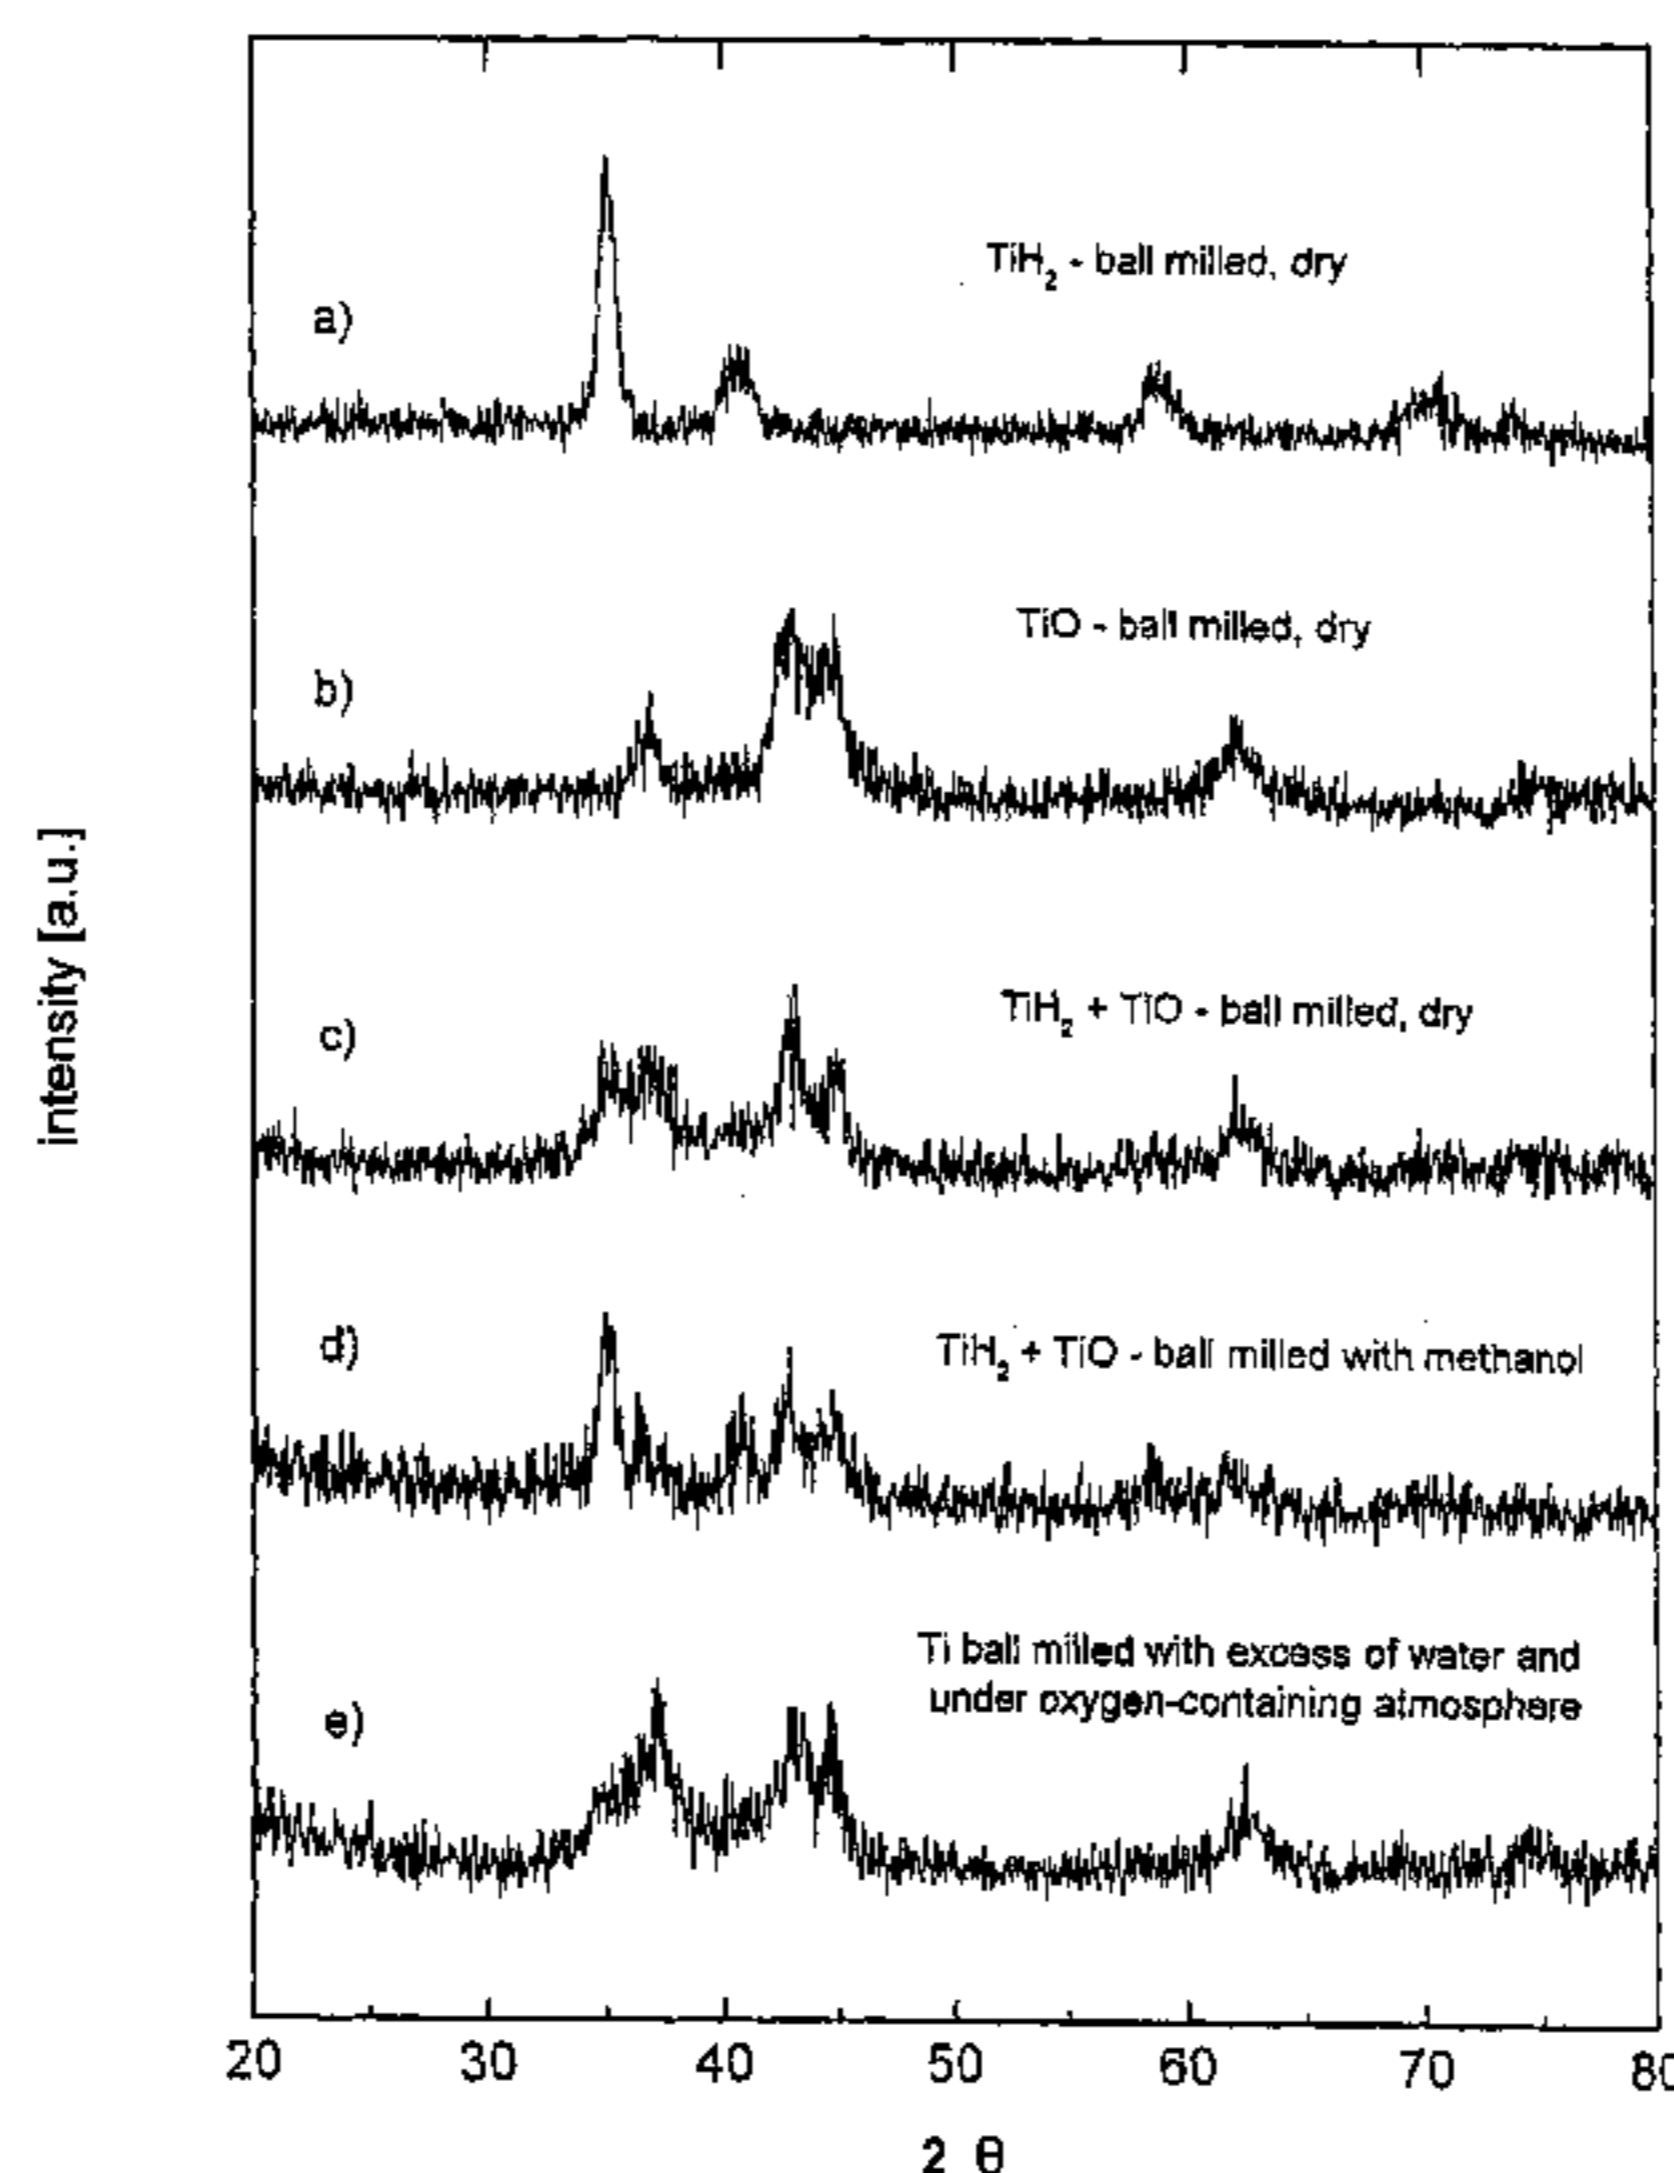 a)
TiH₂ - ball milled, dry
b)
TiO - ball milled, dry
c)
TiH₂ + TiO - ball milled, dry
d)
TiH₂ + TiO - ball milled with methanol
e)
Ti ball milled with excess of water and
under oxygen-containing atmosphere
intensity [a.u.]
20 30 40 50 60 70 80
2 θ